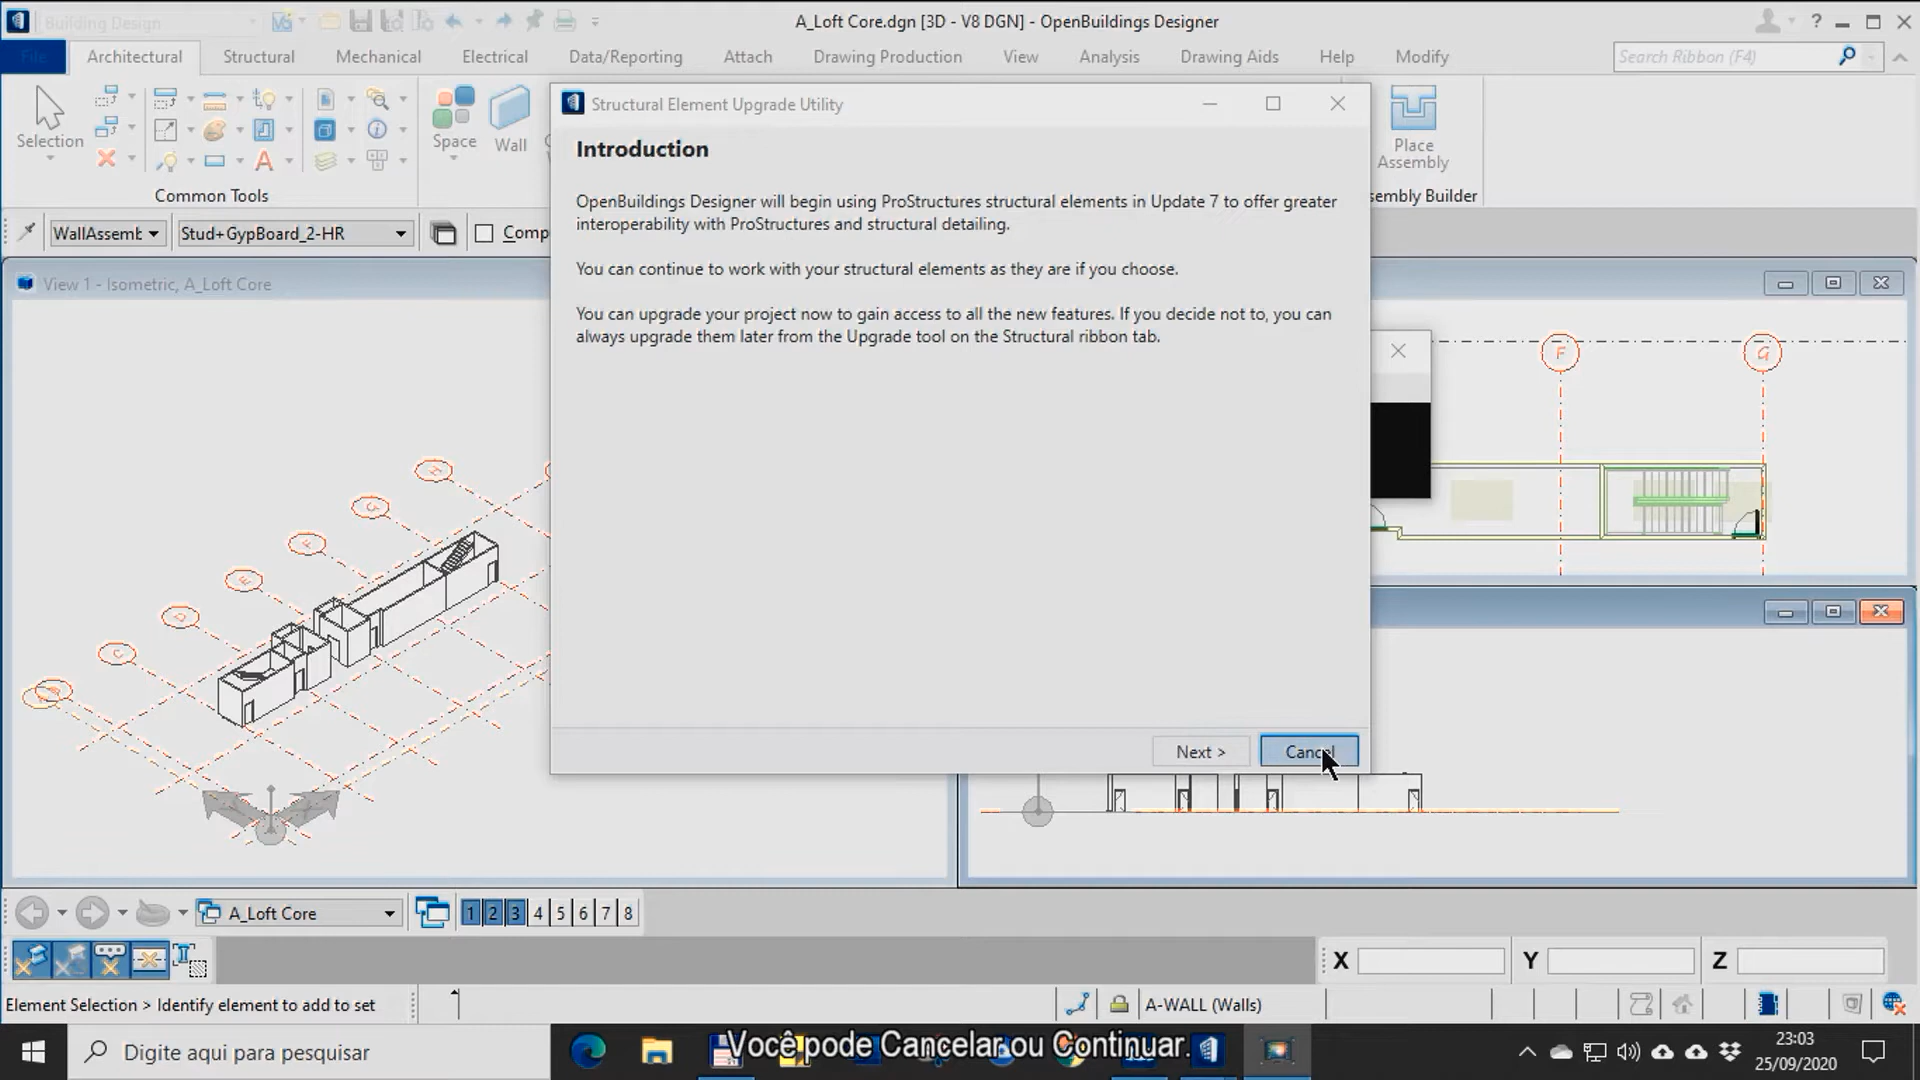 Building Design
A_Loft Core.dgn [3D - V8 DGN] - OpenBuildings Designer
File
Architectural
Structural
Mechanical
Electrical
Data/Reporting
Attach
Drawing Production
View
Analysis
Drawing Aids
Help
Modify
Search Ribbon (F4)
Selection
Space
Wall
Place
Assembly
Common Tools
sembly Builder
WallAssemb
Stud+GypBoard_2-HR
Comp
View 1 - Isometric, A_Loft Core
Structural Element Upgrade Utility
Introduction
OpenBuildings Designer will begin using ProStructures structural elements in Update 7 to offer greater
interoperability with ProStructures and structural detailing.
You can continue to work with your structural elements as they are if you choose.
You can upgrade your project now to gain access to all the new features. If you decide not to, you can
always upgrade them later from the Upgrade tool on the Structural ribbon tab.
Next >
Cancel
F
G
H
G
F
E
D
C
A_Loft Core
1 2 3 4 5 6 7 8
X
Y
Z
Element Selection > Identify element to add to set
A-WALL (Walls)
Digite aqui para pesquisar
Você pode Cancelar ou Continuar.
23:03
25/09/2020